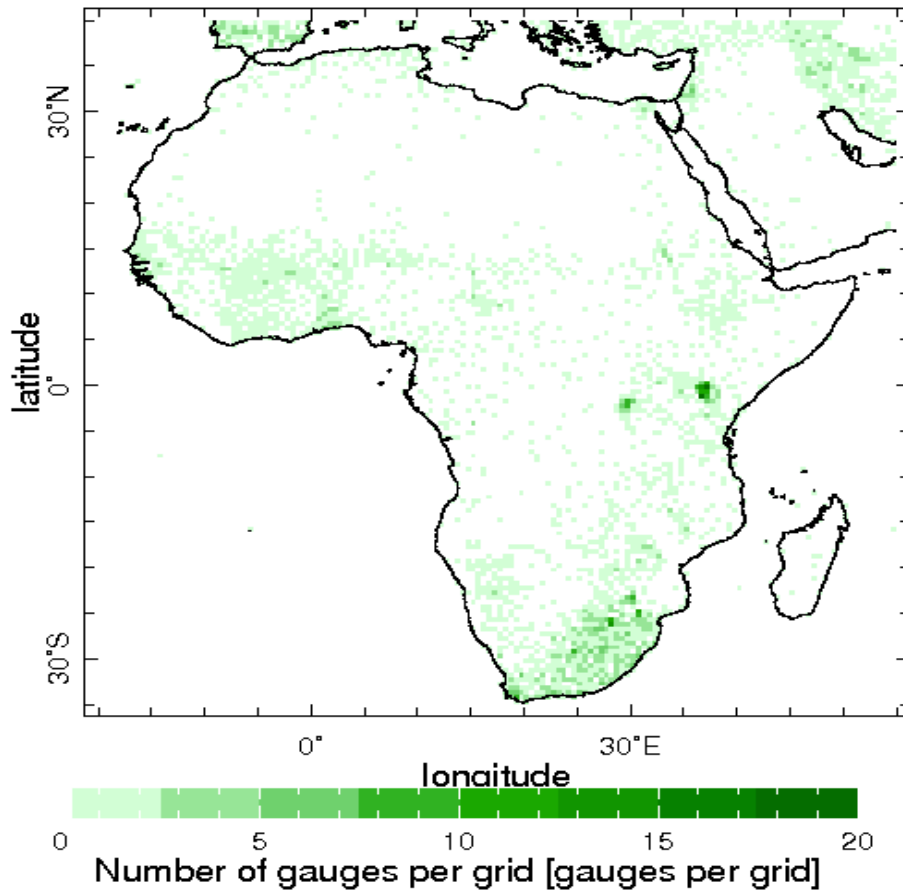 30°N
latitude
0°
30°S
0°
30°E
longitude
0
5
10
15
20
Number of gauges per grid [gauges per grid]